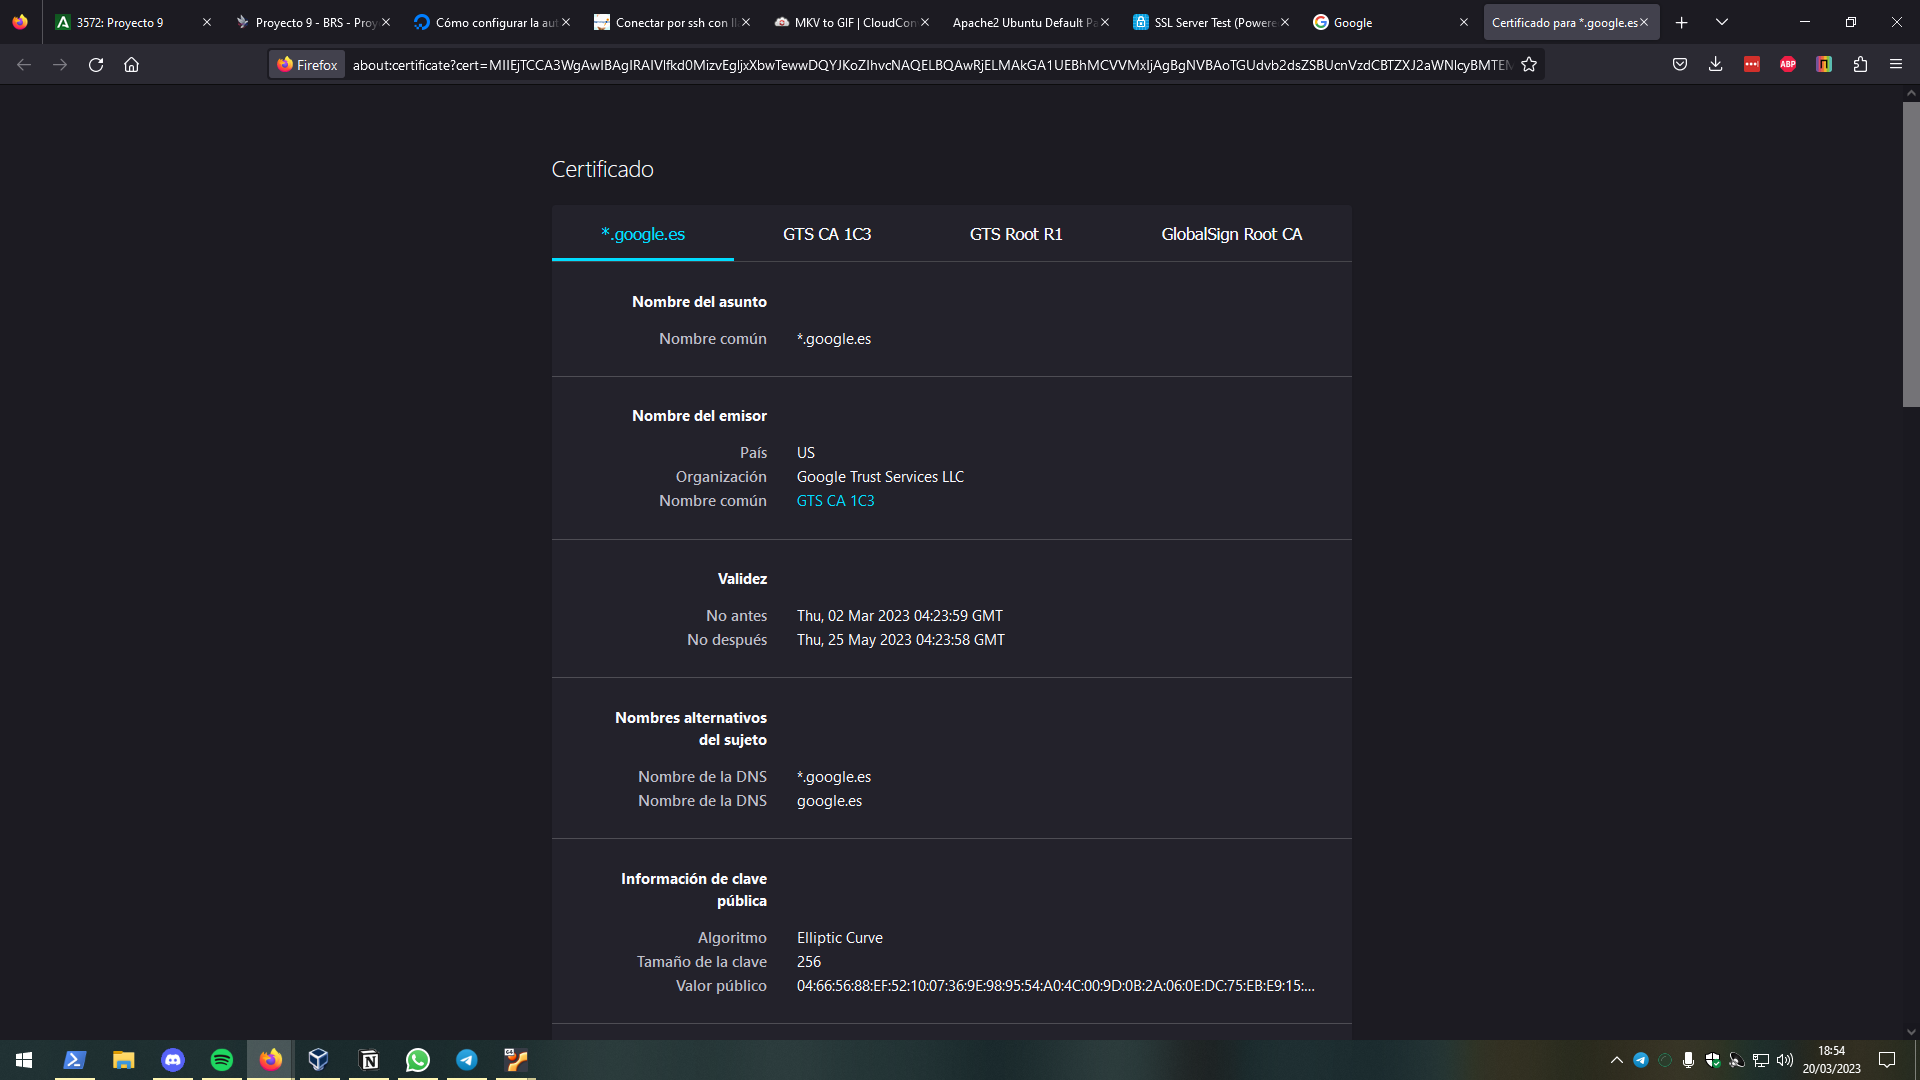 3572: Proyecto 9
Proyecto 9 - BRS - Proy
Cómo configurar la aut
Conectar por ssh con lla
MKV to GIF | CloudCon
Apache2 Ubuntu Default Pa
SSL Server Test (Powere
Google
Certificado para *.google.es
Firefox
Certificado
*.google.es
GTS CA 1C3
GTS Root R1
GlobalSign Root CA
Nombre del asunto
Nombre común *.google.es
Nombre del emisor
País US
Organización Google Trust Services LLC
Nombre común GTS CA 1C3
Validez
No antes Thu, 02 Mar 2023 04:23:59 GMT
No después Thu, 25 May 2023 04:23:58 GMT
Nombres alternativos
del sujeto
Nombre de la DNS *.google.es
Nombre de la DNS google.es
Información de clave
pública
Algoritmo Elliptic Curve
Tamaño de la clave 256
Valor público 04:66:56:88:EF:52:10:07:36:9E:98:95:54:A0:4C:00:9D:0B:2A:06:0E:DC:75:EB:E9:15:...
18:54
20/03/2023